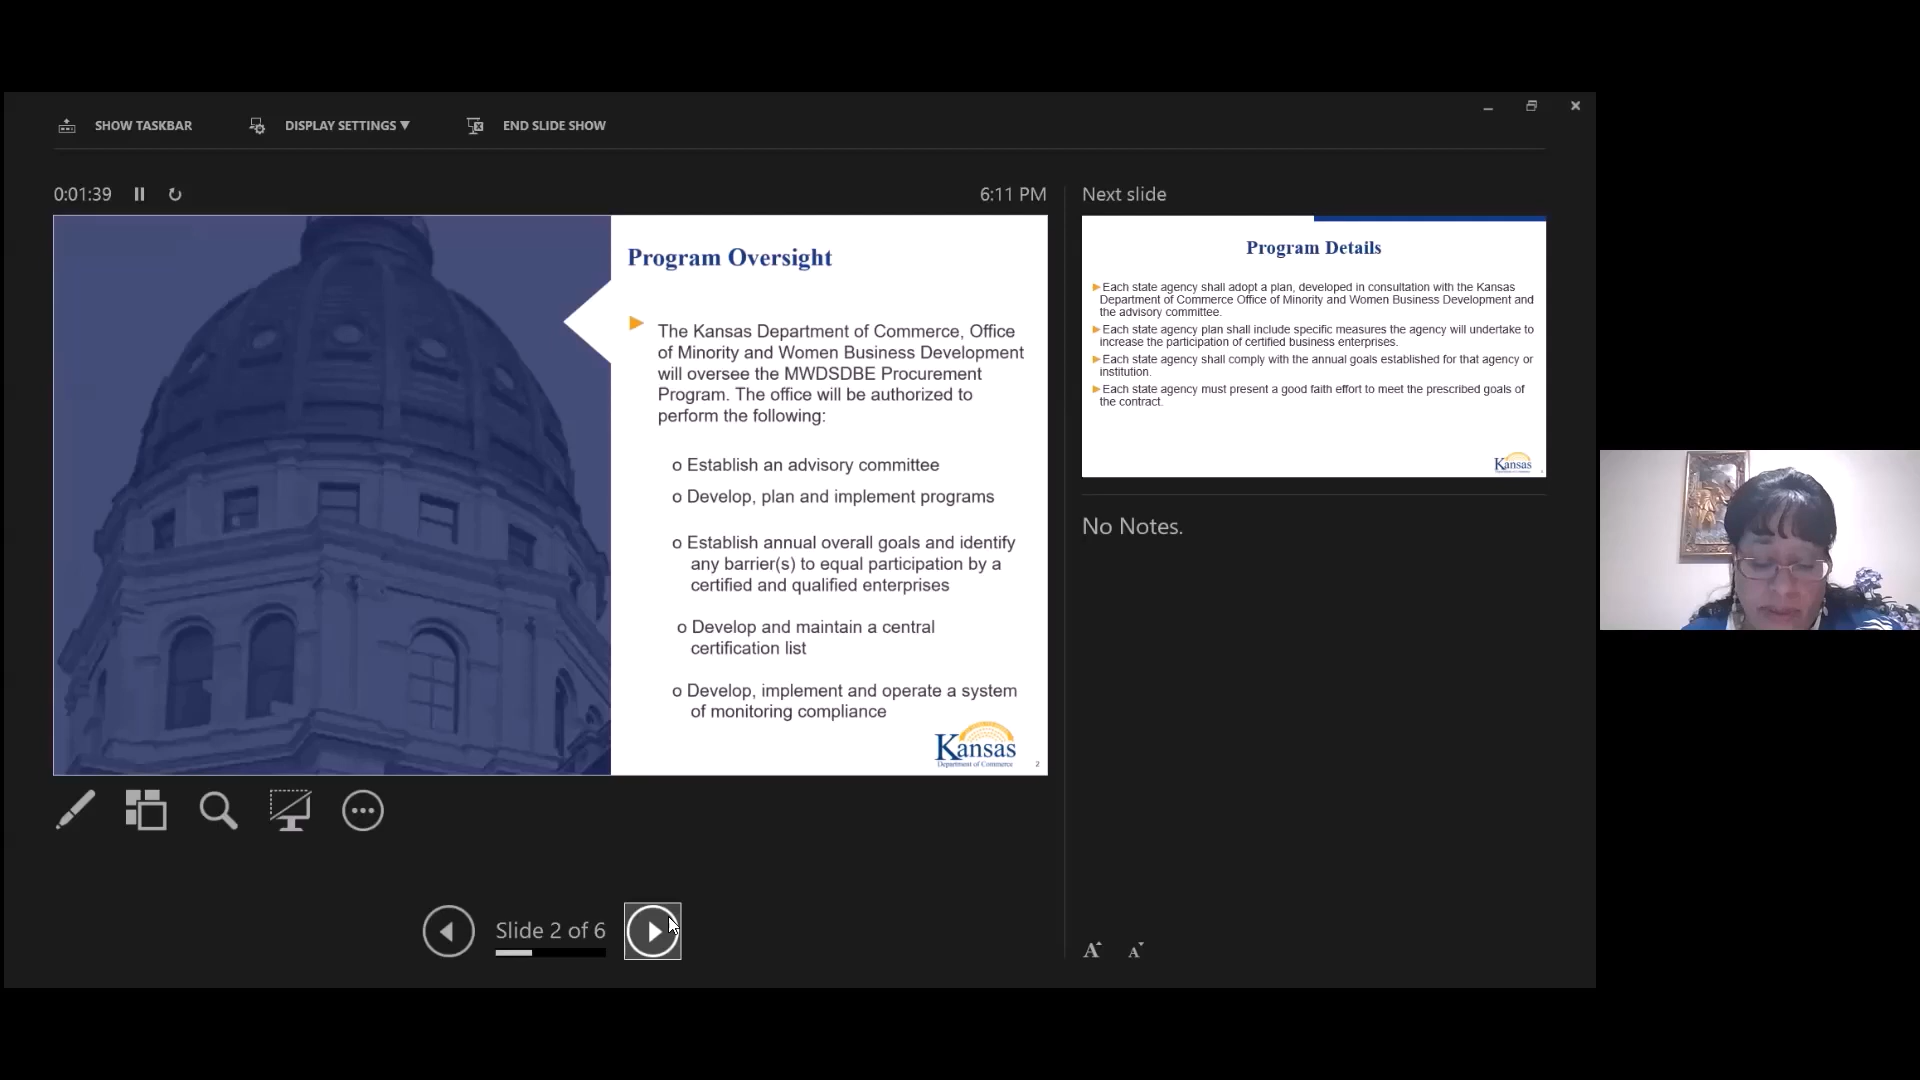 SHOW TASKBAR
DISPLAY SETTINGS ▼
END SLIDE SHOW
0:01:39
6:11 PM
Program Oversight
The Kansas Department of Commerce, Office
of Minority and Women Business Development
will oversee the MWDSDBE Procurement
Program. The office will be authorized to
perform the following:
o Establish an advisory committee
o Develop, plan and implement programs
o Establish annual overall goals and identify
any barrier(s) to equal participation by a
certified and qualified enterprises
o Develop and maintain a central
certification list
o Develop, implement and operate a system
of monitoring compliance
Kansas
Department of Commerce
2
Slide 2 of 6
Next slide
Program Details
Each state agency shall adopt a plan, developed in consultation with the Kansas
Department of Commerce Office of Minority and Women Business Development and
the advisory committee.
Each state agency plan shall include specific measures the agency will undertake to
increase the participation of certified business enterprises.
Each state agency shall comply with the annual goals established for that agency or
institution.
Each state agency must present a good faith effort to meet the prescribed goals of
the contract.
Kansas
No Notes.
A A